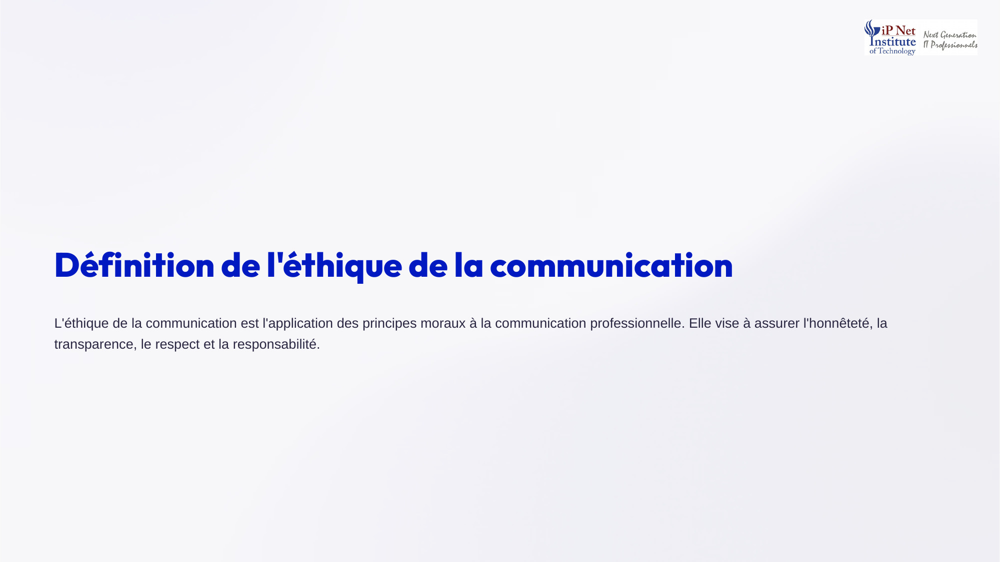 iP Net
Institute
of Technology
Next Generation
IT Professionnels
Définition de l'éthique de la communication
L'éthique de la communication est l'application des principes moraux à la communication professionnelle. Elle vise à assurer l'honnêteté, la
transparence, le respect et la responsabilité.